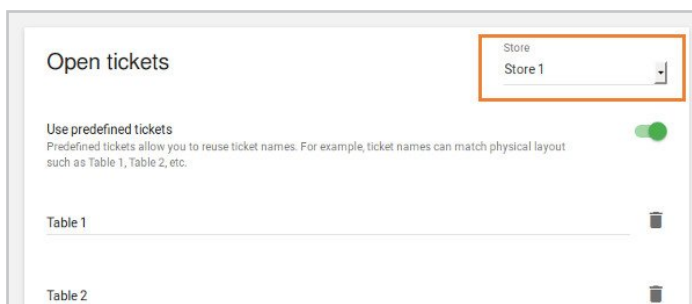 Open tickets
Store
Store 1
Use predefined tickets
Predefined tickets allow you to reuse ticket names. For example, ticket names can match physical layout
such as Table 1, Table 2, etc.
Table 1
Table 2